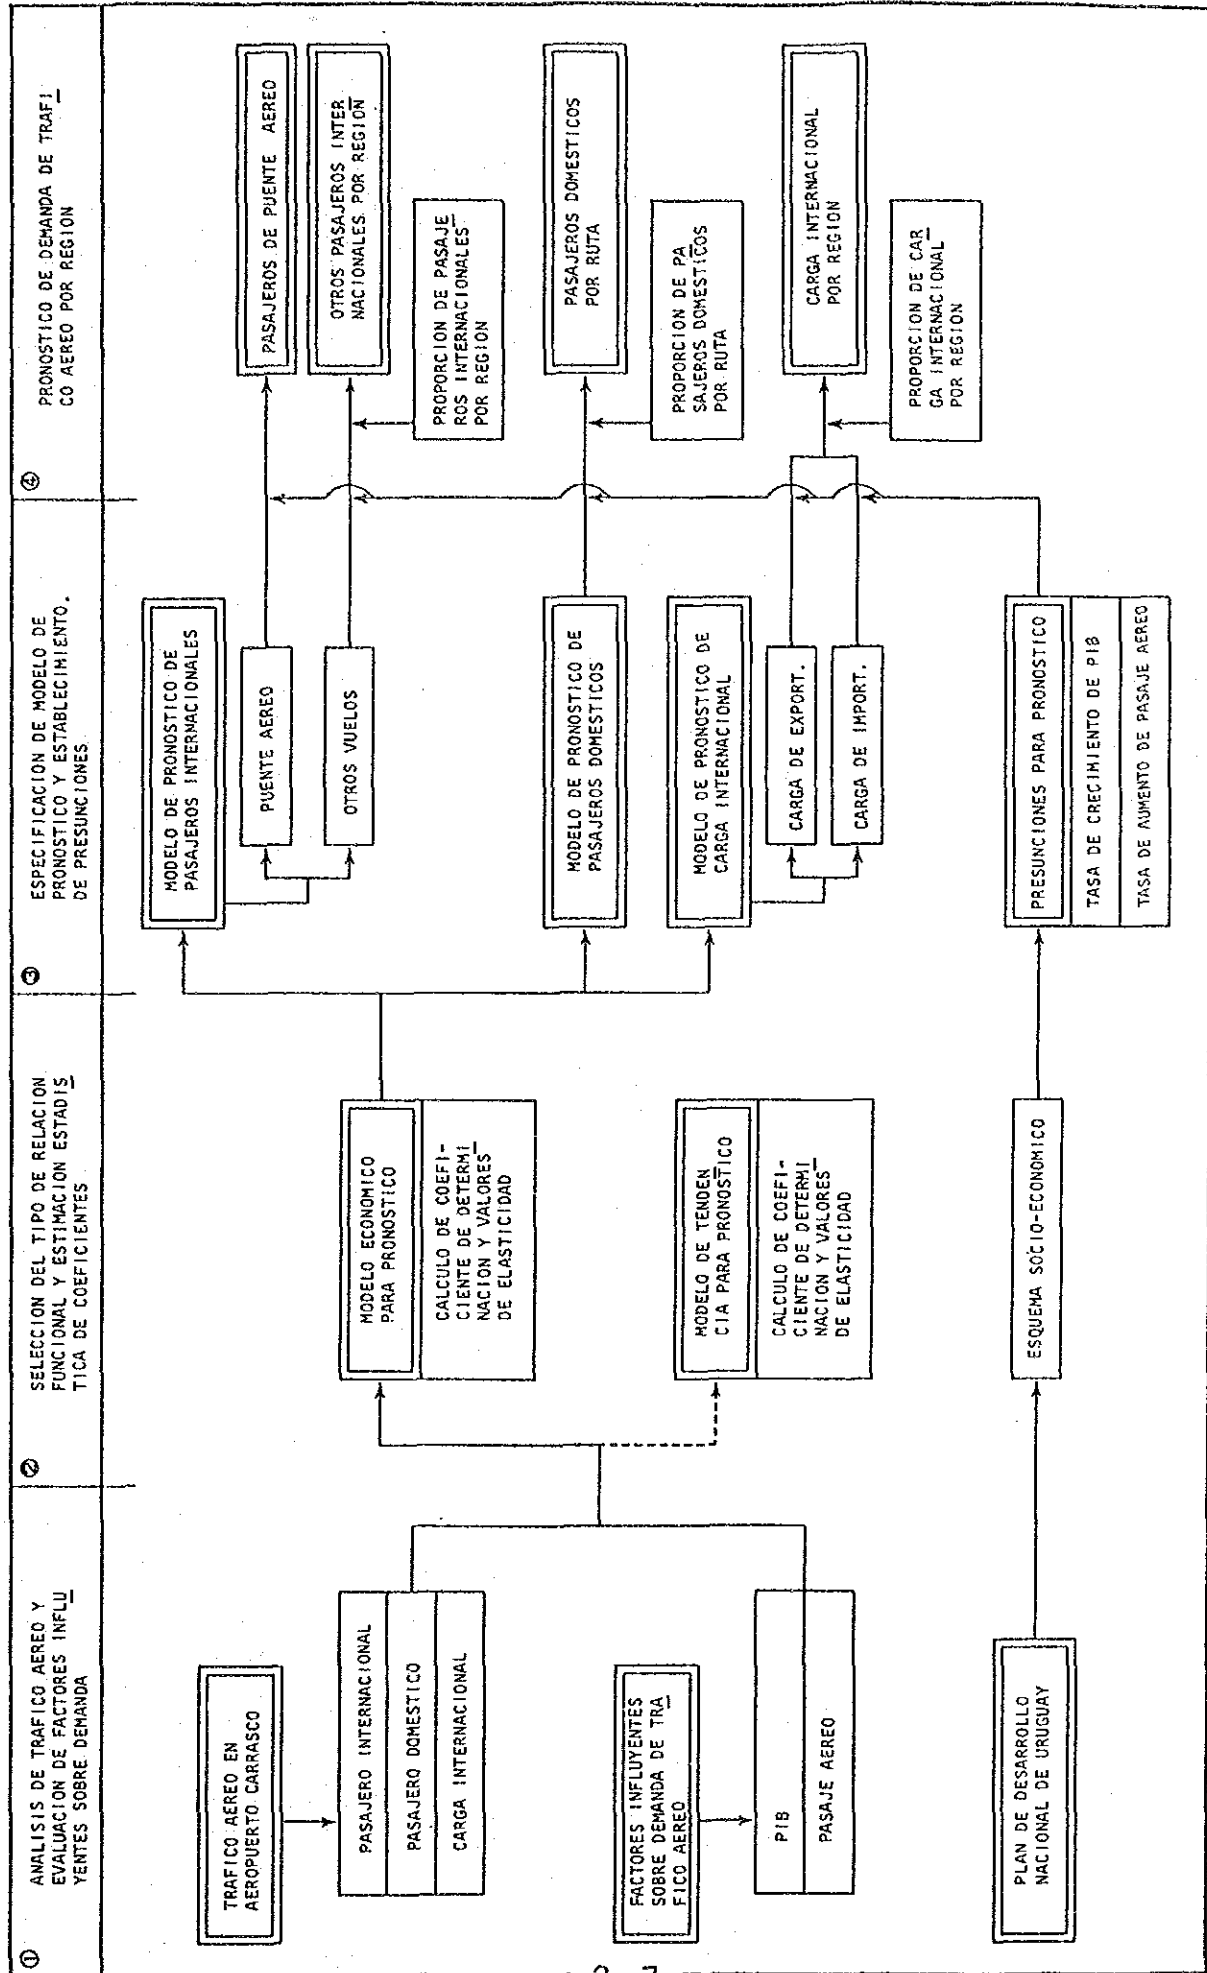 ①
ANALISIS DE TRAFICO AEREO Y
EVALUACION DE FACTORES INFLU
YENTES SOBRE DEMANDA
②
SELECCION DEL TIPO DE RELACION
FUNCIONAL Y ESTIMACION ESTADIS
TICA DE COEFICIENTES
③
ESPECIFICACION DE MODELO DE
PRONOSTICO Y ESTABLECIMIENTO.
DE PRESUNCIONES
④
PRONOSTICO DE DEMANDA DE TRAFI
CO AEREO POR REGION
TRAFICO AEREO EN
AEROPUERTO CARRASCO
PASAJERO INTERNACIONAL
PASAJERO DOMESTICO
CARGA INTERNACIONAL
FACTORES INFLUYENTES
SOBRE DEMANDA DE TRA
FICO AEREO
PIB
PASAJE AEREO
PLAN DE DESARROLLO
NACIONAL DE URUGUAY
MODELO ECONOMICO
PARA PRONOSTICO
CALCULO DE COEFI-
CIENTE DE DETERMI
NACION Y VALORES
DE ELASTICIDAD
MODELO DE TENDEN
CIA PARA PRONOSTICO
CALCULO DE COEFI-
CIENTE DE DETERMI
NACION Y VALORES
DE ELASTICIDAD
ESQUEMA SOCIO-ECONOMICO
MODELO DE PRONOSTICO DE
PASAJEROS INTERNACIONALES
PUENTE AEREO
OTROS VUELOS
MODELO DE PRONOSTICO DE
PASAJEROS DOMESTICOS
MODELO DE PRONOSTICO DE
CARGA INTERNACIONAL
CARGA DE EXPORT.
CARGA DE IMPORT.
PRESUNCIONES PARA PRONOSTICO
TASA DE CRECIMIENTO DE PIB
TASA DE AUMENTO DE PASAJE AEREO
PASAJEROS DE PUENTE AEREO
OTROS PASAJEROS INTER
NACIONALES POR REGION
PROPORCION DE PASAJE
ROS INTERNACIONALES
POR REGION
PASAJEROS DOMESTICOS
POR RUTA
PROPORCION DE PA
SAJEROS DOMESTICOS
POR RUTA
CARGA INTERNACIONAL
POR REGION
PROPORCION DE CAR
GA INTERNACIONAL
POR REGION